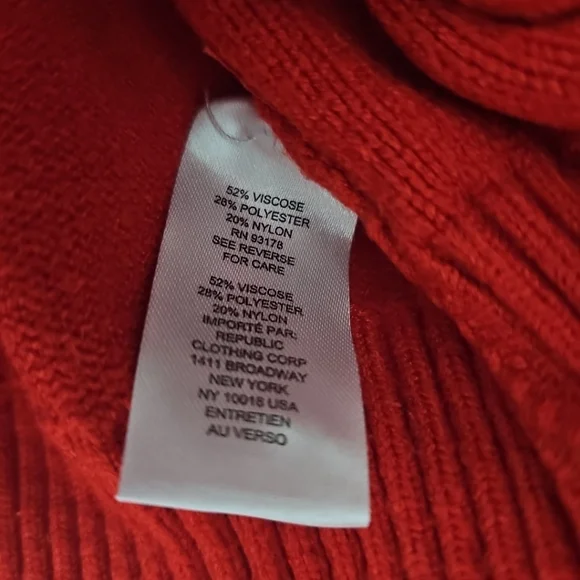 52% VISCOSE
28% POLYESTER
20% NYLON
RN 93178
SEE REVERSE
FOR CARE
52% VISCOSE
28% POLYESTER
20% NYLON
IMPORTÉ PAR:
REPUBLIC
CLOTHING CORP
1411 BROADWAY
NEW YORK
NY 10018 USA
ENTRETIEN
AU VERSO